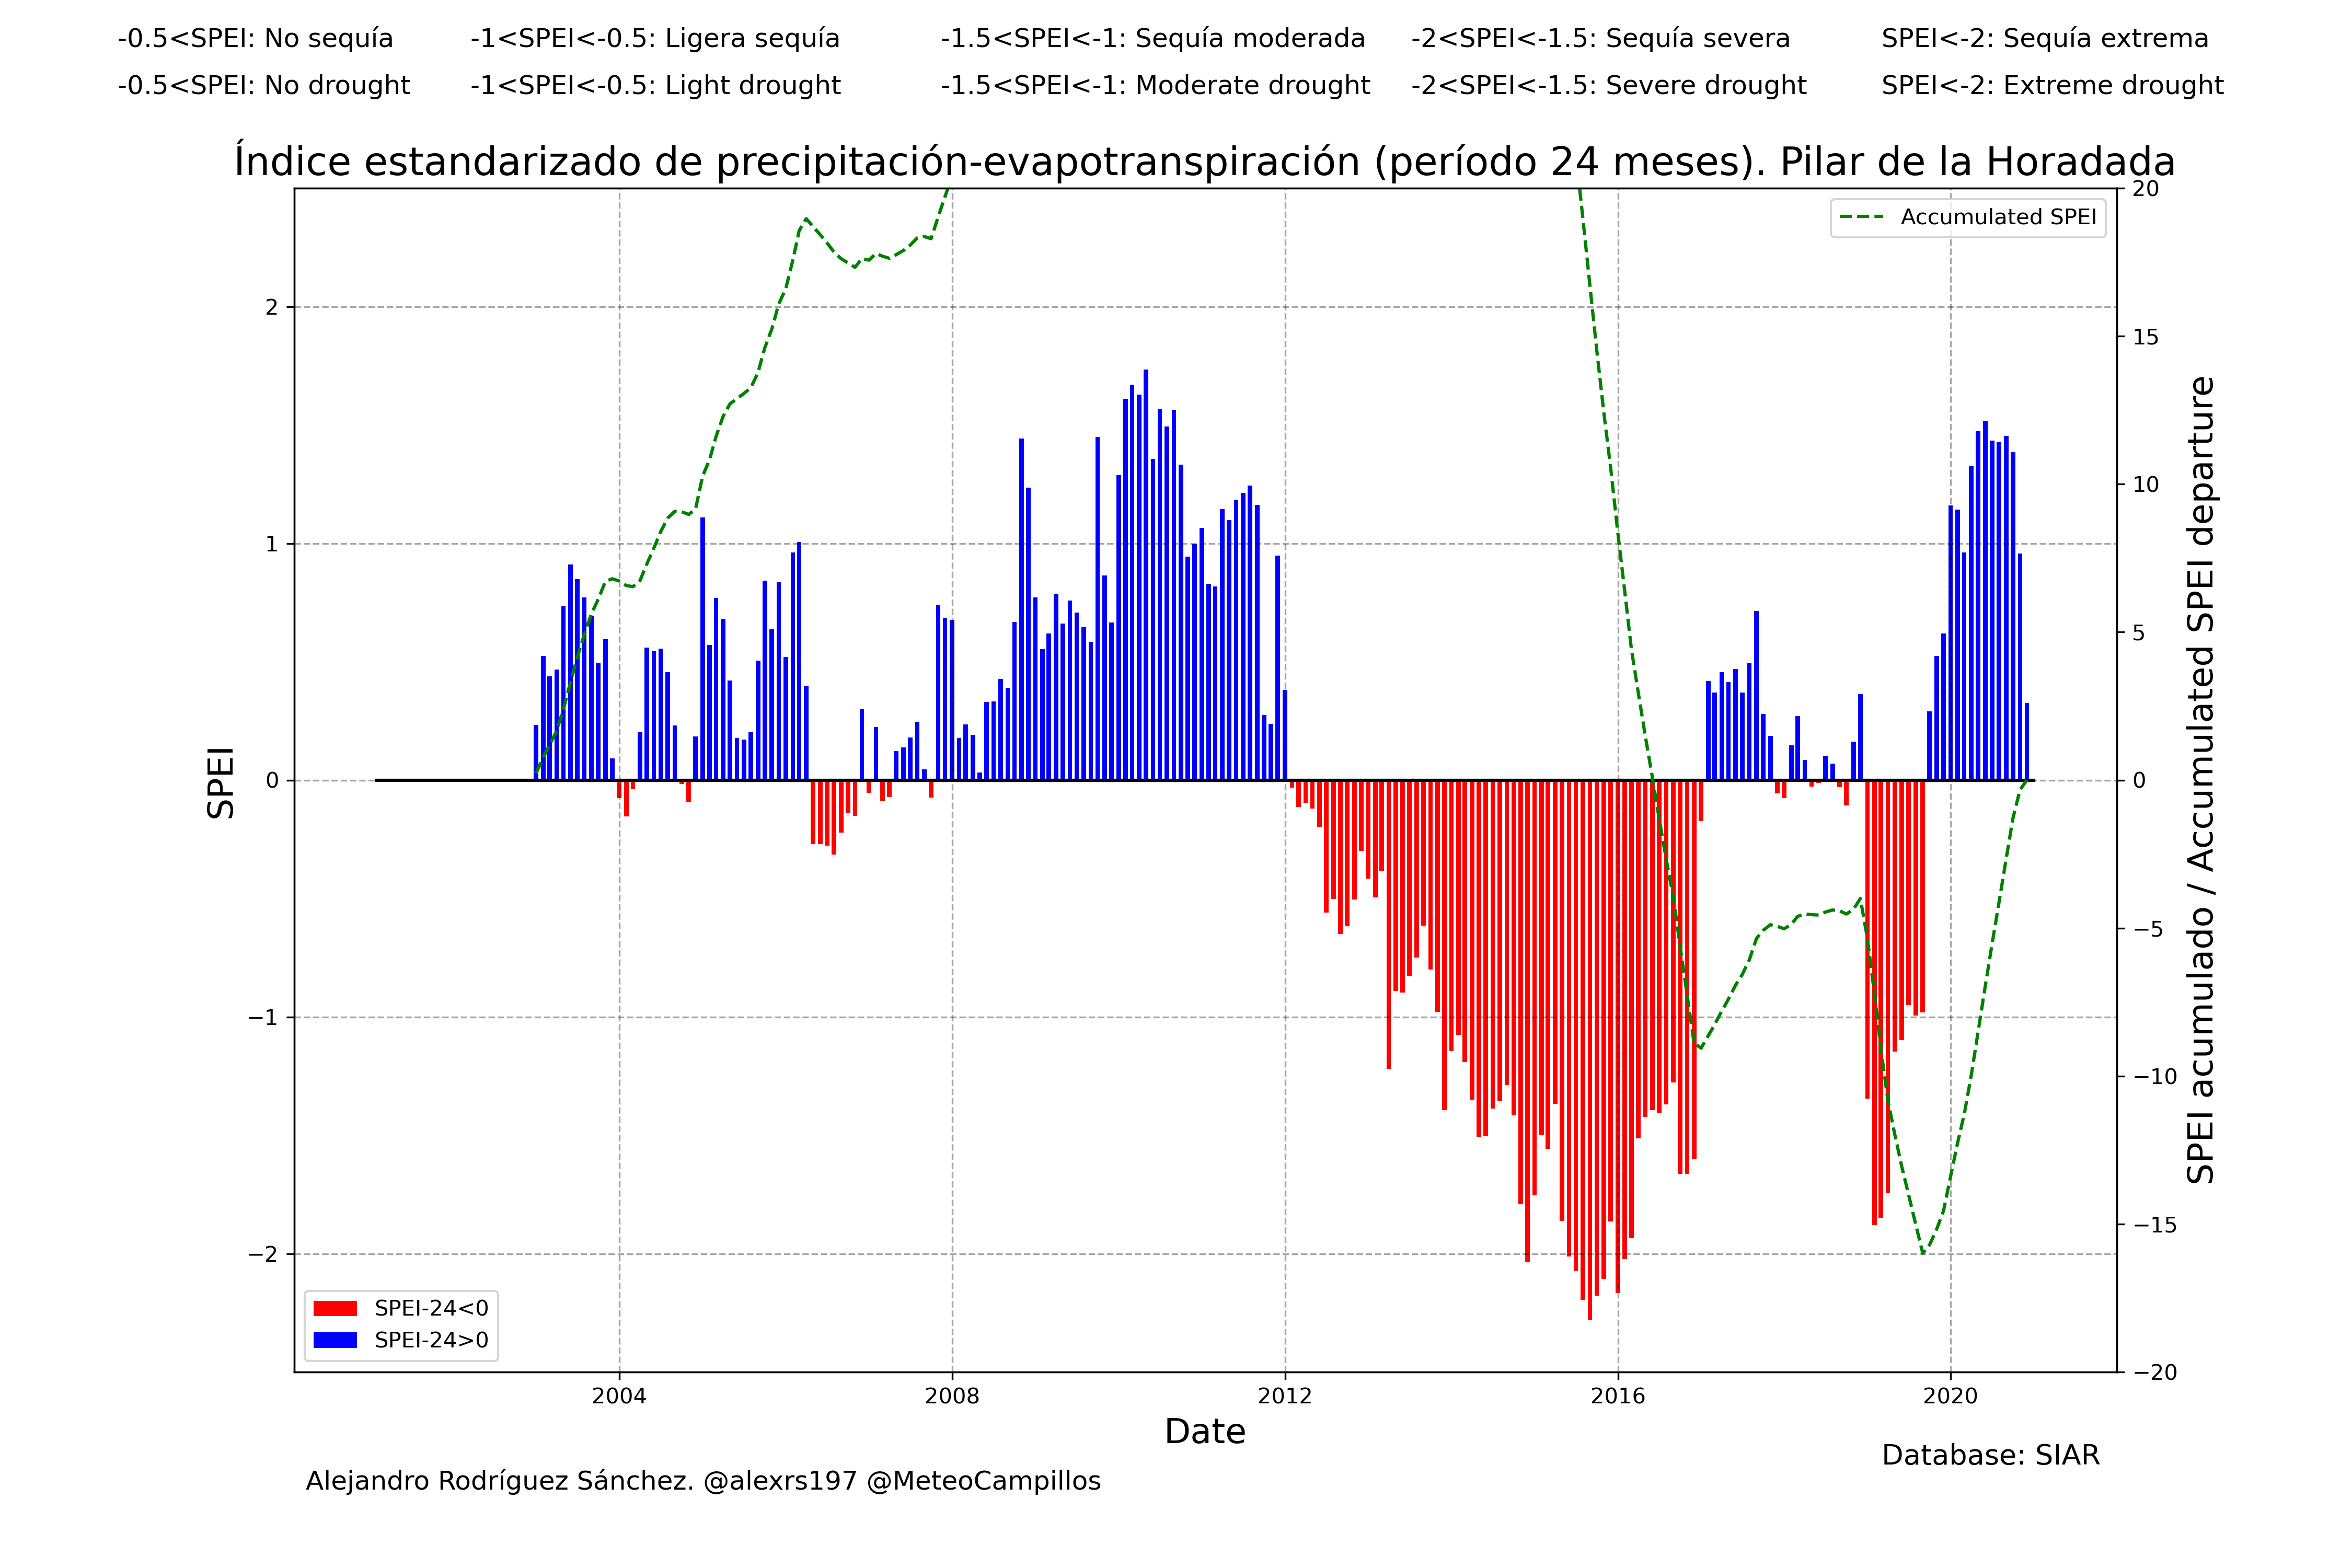 -0.5<SPEI: No sequía
-1<SPEI<-0.5: Ligera sequía
-1.5<SPEI<-1: Sequía moderada
-2<SPEI<-1.5: Sequía severa
SPEI<-2: Sequía extrema
-0.5<SPEI: No drought
-1<SPEI<-0.5: Light drought
-1.5<SPEI<-1: Moderate drought
-2<SPEI<-1.5: Severe drought
SPEI<-2: Extreme drought
Índice estandarizado de precipitación-evapotranspiración (período 24 meses). Pilar de la Horadada
Accumulated SPEI
SPEI
2
1
0
−1
−2
20
15
10
5
0
−5
−10
−15
−20
SPEI acumulado / Accumulated SPEI departure
SPEI-24<0
SPEI-24>0
2004
2008
2012
2016
2020
Date
Database: SIAR
Alejandro Rodríguez Sánchez. @alexrs197 @MeteoCampillos